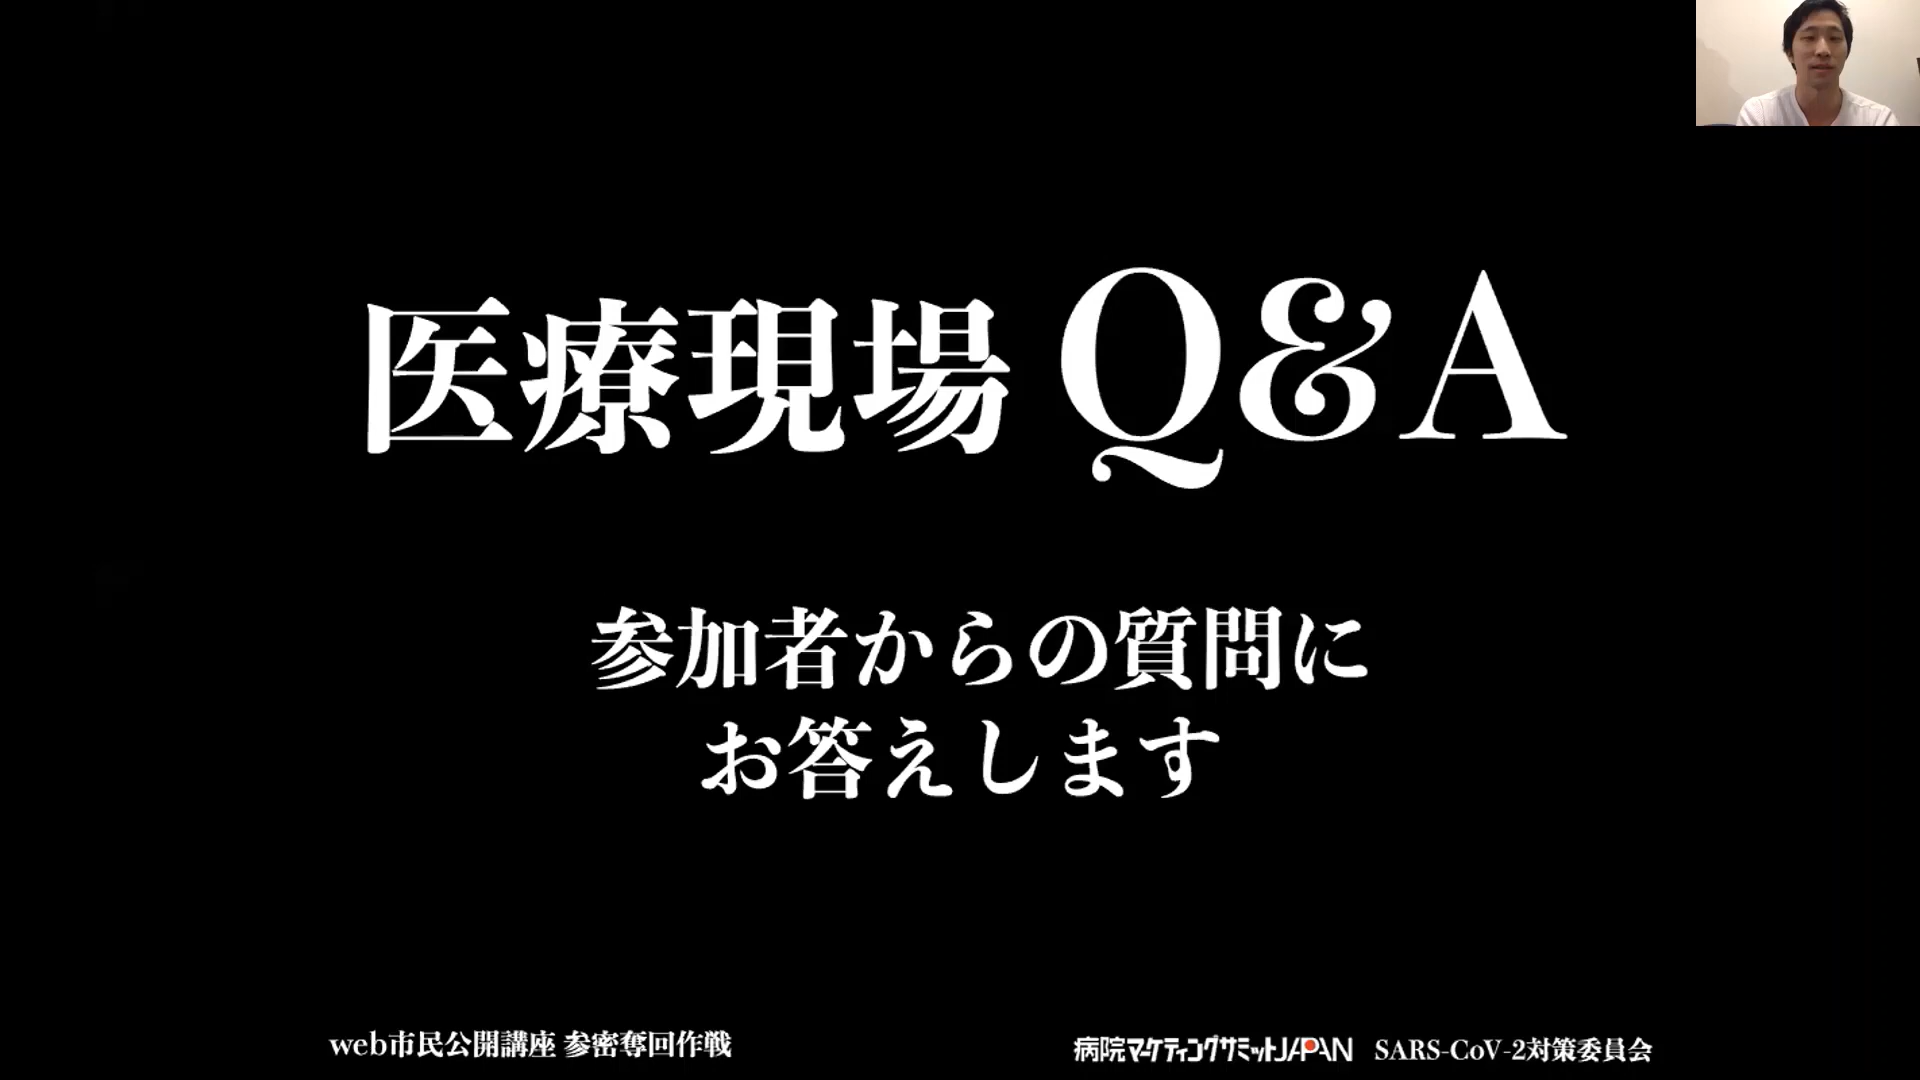 医療現場 Q&A
参加者からの質問に
お答えします
web市民公開講座 参密奪回作戦
病院マーケティングサミットJAPAN SARS-CoV-2対策委員会